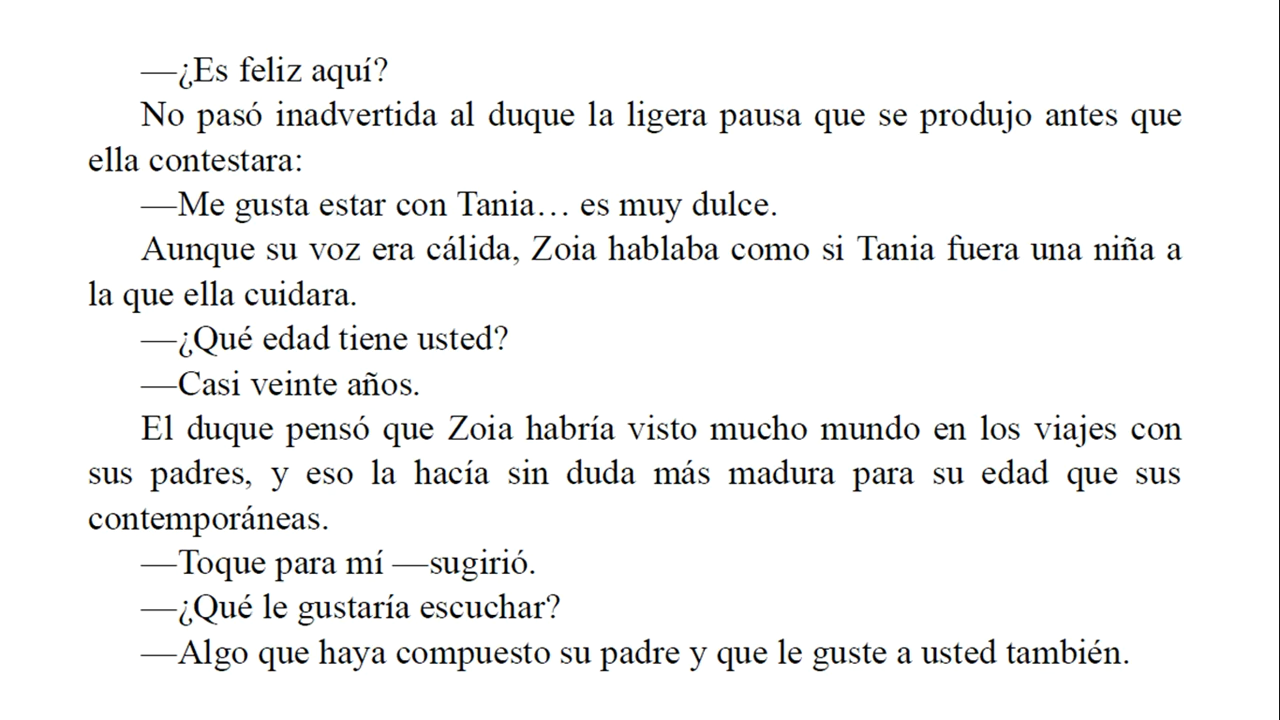 —¿Es feliz aquí?
No pasó inadvertida al duque la ligera pausa que se produjo antes que
ella contestara:
—Me gusta estar con Tania… es muy dulce.
Aunque su voz era cálida, Zoia hablaba como si Tania fuera una niña a
la que ella cuidara.
—¿Qué edad tiene usted?
—Casi veinte años.
El duque pensó que Zoia habría visto mucho mundo en los viajes con
sus padres, y eso la hacía sin duda más madura para su edad que sus
contemporáneas.
—Toque para mí —sugirió.
—¿Qué le gustaría escuchar?
—Algo que haya compuesto su padre y que le guste a usted también.